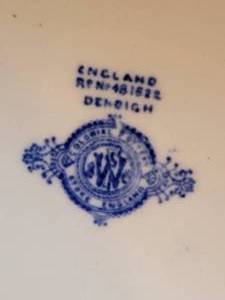 ENGLAND
RD No 481622
DENBIGH
COLONIAL POTTERY
STOKE ENGLAND